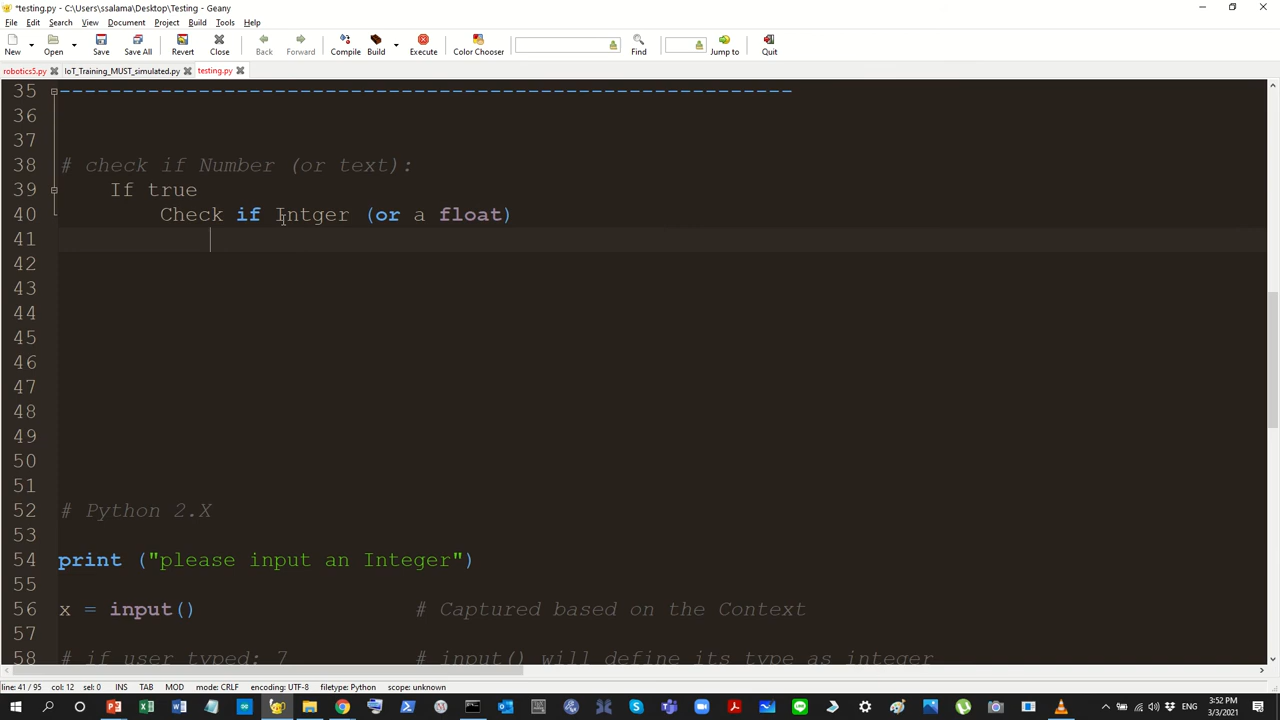 *testing.py - C:\Users\ssalama\Desktop\Testing - Geany
File Edit Search View Document Project Build Tools Help
New Open Save Save All Revert Close Back Forward Compile Build Execute Color Chooser Find Jump to Quit
robotics5.py IoT_Training_MUST_simulated.py testing.py
35 ----------------------------------------------------------
36
37
38 # check if Number (or text):
39 If true
40 Check if Intger (or a float)
41
42
43
44
45
46
47
48
49
50
51
52 # Python 2.X
53
54 print ("please input an Integer")
55
56 x = input() # Captured based on the Context
57
58 # if user typed: 7 # input() will define its type as integer
line: 41 / 95 col: 12 sel: 0 INS TAB MOD mode: CRLF encoding: UTF-8 filetype: Python scope: unknown
ENG 3:52 PM
3/3/2021